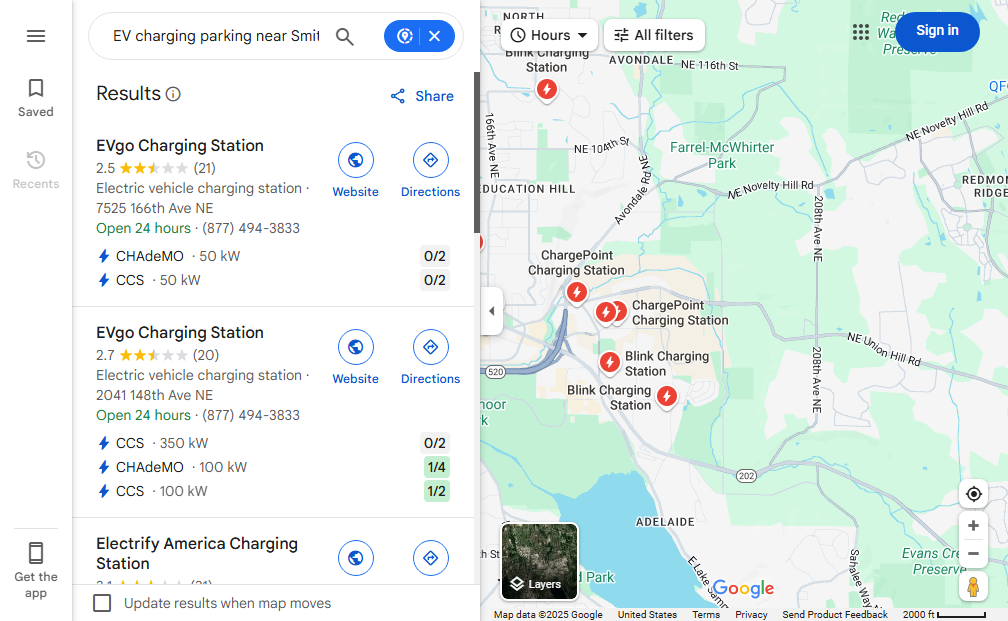 EV charging parking near Smit
Saved
Recents
Get the
app
Results
Share
EVgo Charging Station
2.5 (21)
Electric vehicle charging station ·
7525 166th Ave NE
Open 24 hours · (877) 494-3833
CHAdeMO · 50 kW 0/2
CCS · 50 kW 0/2
Website
Directions
EVgo Charging Station
2.7 (20)
Electric vehicle charging station ·
2041 148th Ave NE
Open 24 hours · (877) 494-3833
CCS · 350 kW 0/2
CHAdeMO · 100 kW 1/4
CCS · 100 kW 1/2
Website
Directions
Electrify America Charging
Station
Update results when map moves
Hours
All filters
Sign in
NORTH
Blink Charging
Station
AVONDALE
NE 116th St
166th Ave NE
NE 104th St
EDUCATION HILL
Avondale Rd NE
Farrel-McWhirter
Park
NE Novelty Hill Rd
NE Novelty Hill Rd
REDMO
RIDGE
208th Ave NE
ChargePoint
Charging Station
ChargePoint
Charging Station
NE Union Hill Rd
Blink Charging
Station
Blink Charging
Station
208th Ave NE
520
202
ADELAIDE
E Lake Samm
Sahalee Way
Evans Cre
Preserve
Layers
Google
Map data ©2025 Google
United States
Terms
Privacy
Send Product Feedback
2000 ft